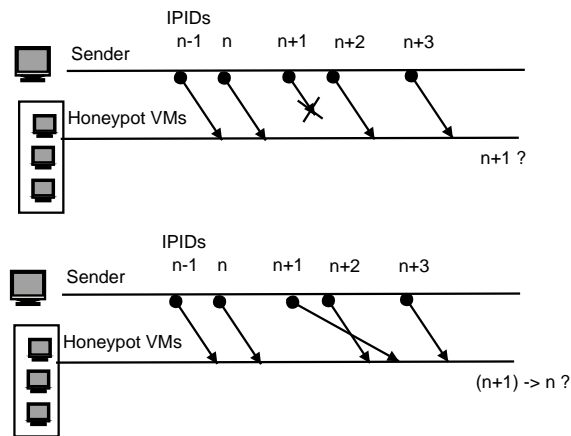 IPIDs
n-1 n n+1 n+2 n+3
Sender
Honeypot VMs
n+1 ?
IPIDs
n-1 n n+1 n+2 n+3
Sender
Honeypot VMs
(n+1) -> n ?